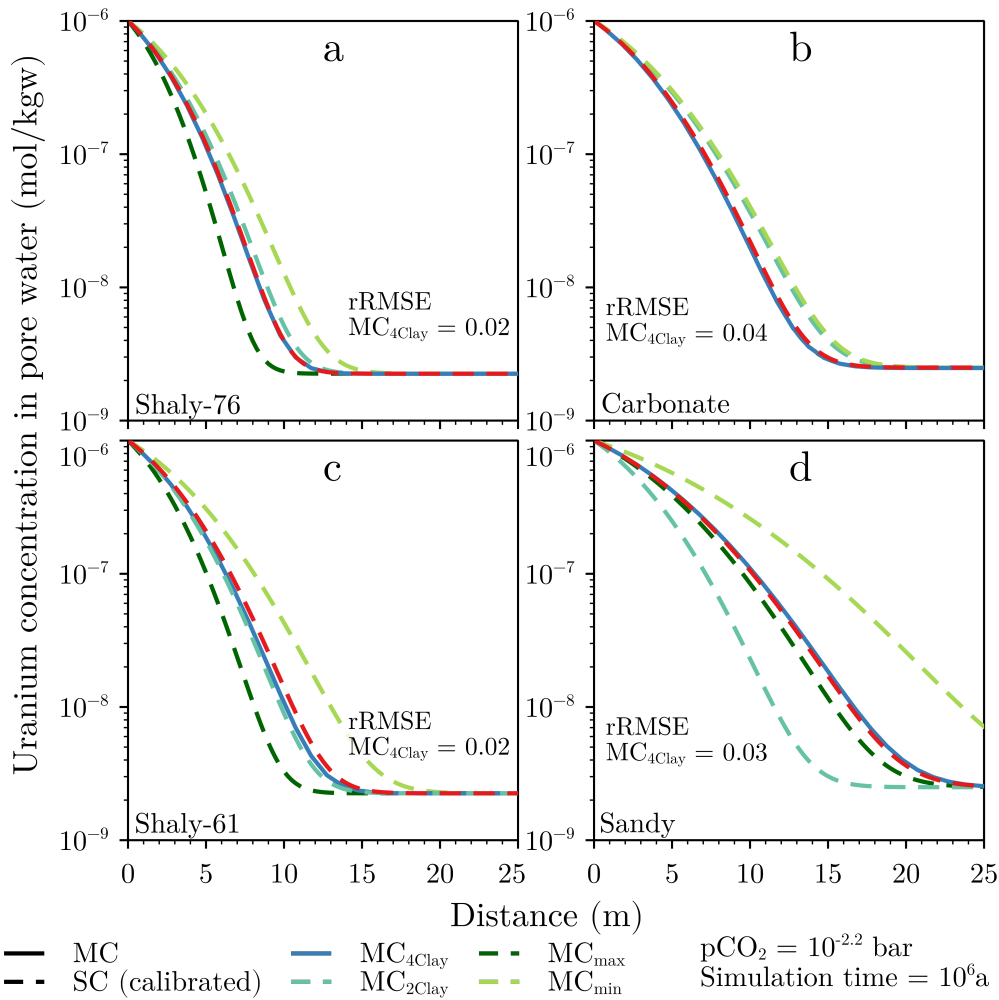 Uranium concentration in pore water (mol/kgw)
10⁻⁶
10⁻⁷
10⁻⁸
10⁻⁹
a
rRMSE
MC₄Clay = 0.02
Shaly-76
10⁻⁶
10⁻⁷
10⁻⁸
10⁻⁹
b
rRMSE
MC₄Clay = 0.04
Carbonate
10⁻⁶
10⁻⁷
10⁻⁸
10⁻⁹
c
rRMSE
MC₄Clay = 0.02
Shaly-61
0 5 10 15 20 25
10⁻⁶
10⁻⁷
10⁻⁸
10⁻⁹
d
rRMSE
MC₄Clay = 0.03
Sandy
0 5 10 15 20 25
Distance (m)
MC
SC (calibrated)
MC₄Clay
MC₂Clay
MCmax
MCmin
pCO₂ = 10⁻²·² bar
Simulation time = 10⁶a